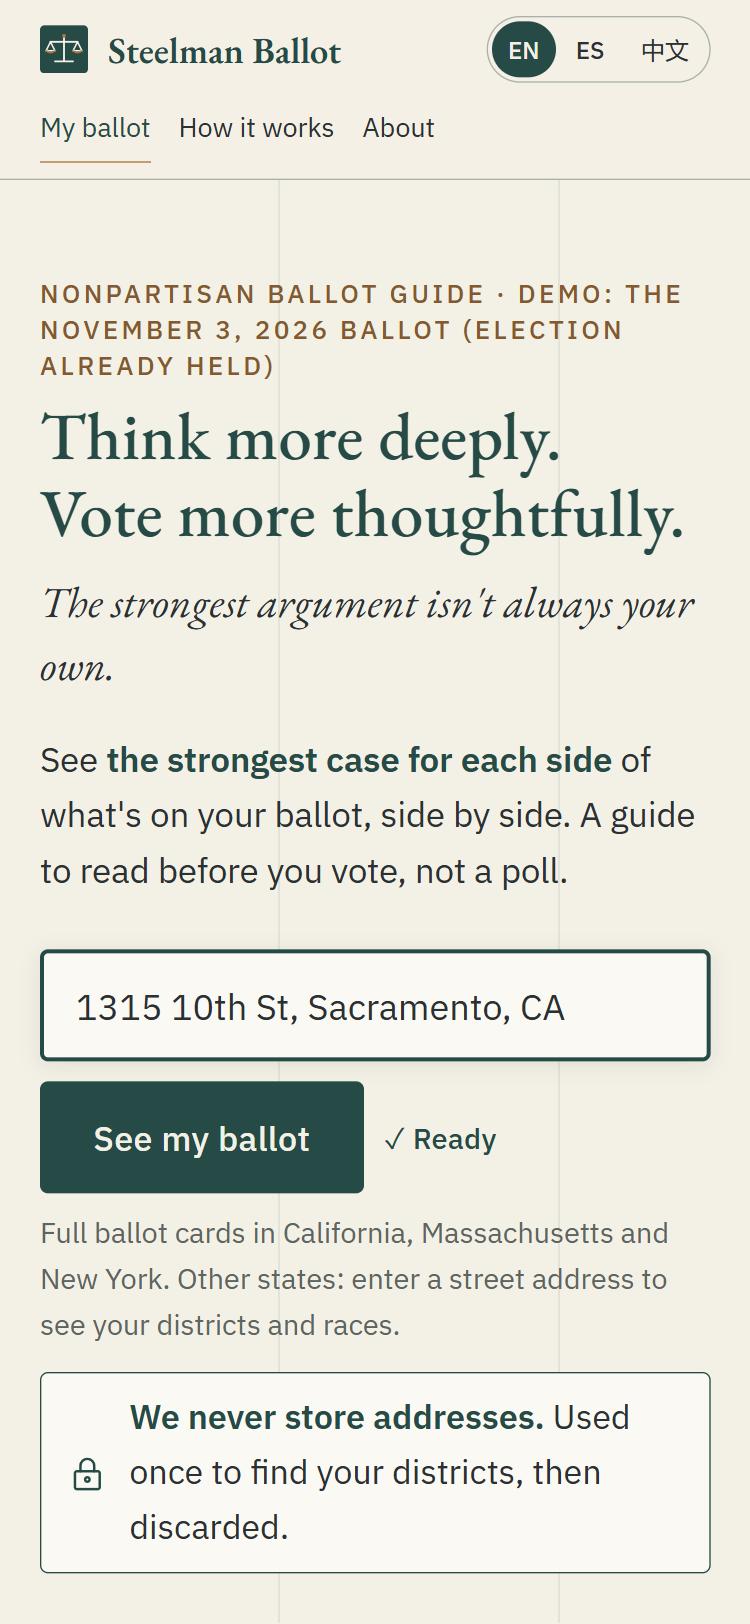 Steelman Ballot
EN ES 中文
My ballot How it works About
NONPARTISAN BALLOT GUIDE · DEMO: THE
NOVEMBER 3, 2026 BALLOT (ELECTION
ALREADY HELD)
Think more deeply.
Vote more thoughtfully.
The strongest argument isn't always your
own.
See the strongest case for each side of
what's on your ballot, side by side. A guide
to read before you vote, not a poll.
1315 10th St, Sacramento, CA
See my ballot ✓ Ready
Full ballot cards in California, Massachusetts and
New York. Other states: enter a street address to
see your districts and races.
We never store addresses. Used
once to find your districts, then
discarded.